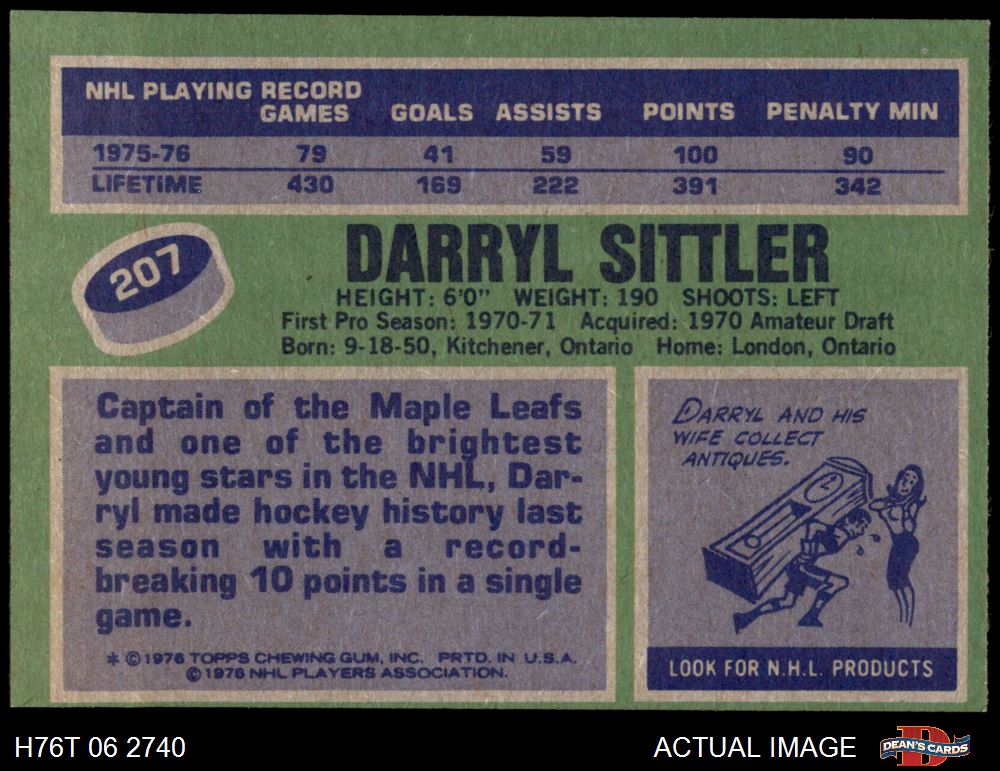 NHL PLAYING RECORD
GAMES GOALS ASSISTS POINTS PENALTY MIN
1975-76 79 41 59 100 90
LIFETIME 430 169 222 391 342
207
DARRYL SITTLER
HEIGHT: 6'0" WEIGHT: 190 SHOOTS: LEFT
First Pro Season: 1970-71 Acquired: 1970 Amateur Draft
Born: 9-18-50, Kitchener, Ontario Home: London, Ontario
Captain of the Maple Leafs
and one of the brightest
young stars in the NHL, Dar-
ryl made hockey history last
season with a record-
breaking 10 points in a single
game.
* © 1976 TOPPS CHEWING GUM, INC. PRTD. IN U.S.A.
© 1976 NHL PLAYERS ASSOCIATION.
DARRYL AND HIS
WIFE COLLECT
ANTIQUES.
LOOK FOR N.H.L. PRODUCTS
H76T 06 2740
ACTUAL IMAGE
D
DEAN'S CARDS